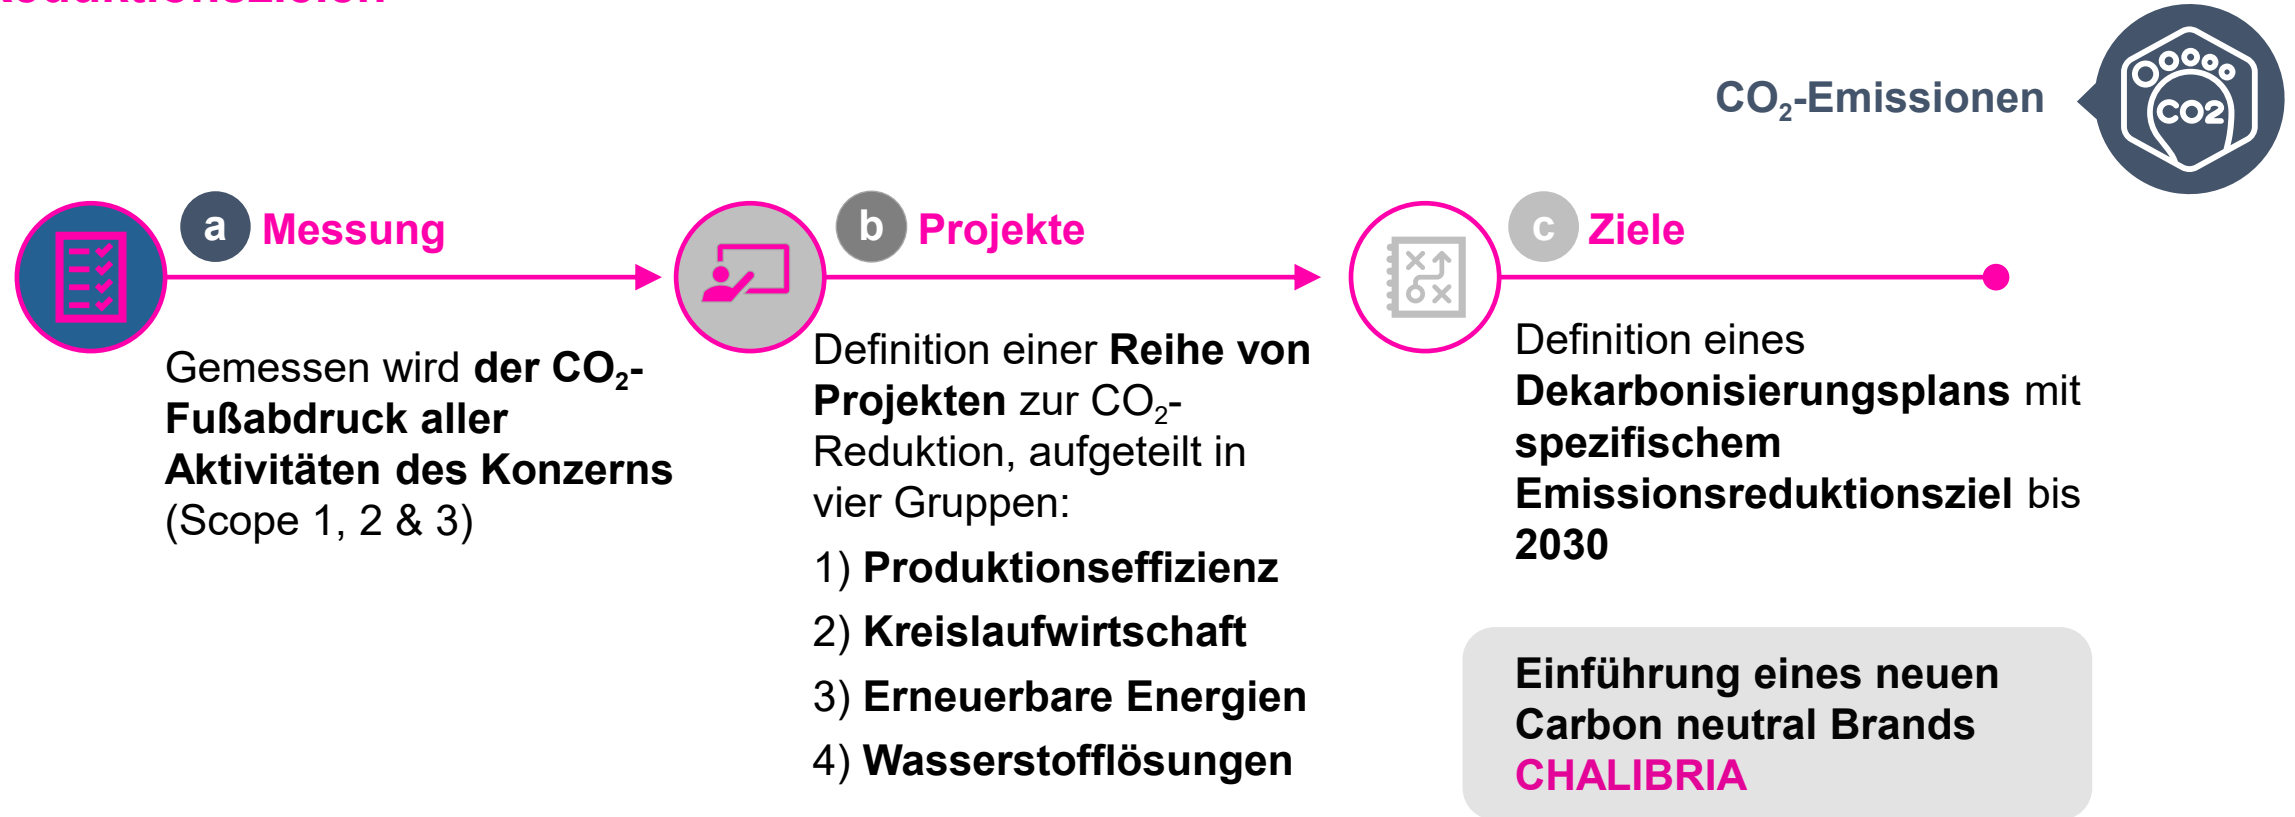 CO₂-Emissionen
CO2
a Messung
Gemessen wird der CO₂-
Fußabdruck aller
Aktivitäten des Konzerns
(Scope 1, 2 & 3)
b Projekte
Definition einer Reihe von
Projekten zur CO₂-
Reduktion, aufgeteilt in
vier Gruppen:
1) Produktionseffizienz
2) Kreislaufwirtschaft
3) Erneuerbare Energien
4) Wasserstofflösungen
c Ziele
Definition eines
Dekarbonisierungsplans mit
spezifischem
Emissionsreduktionsziel bis
2030
Einführung eines neuen
Carbon neutral Brands
CHALIBRIA